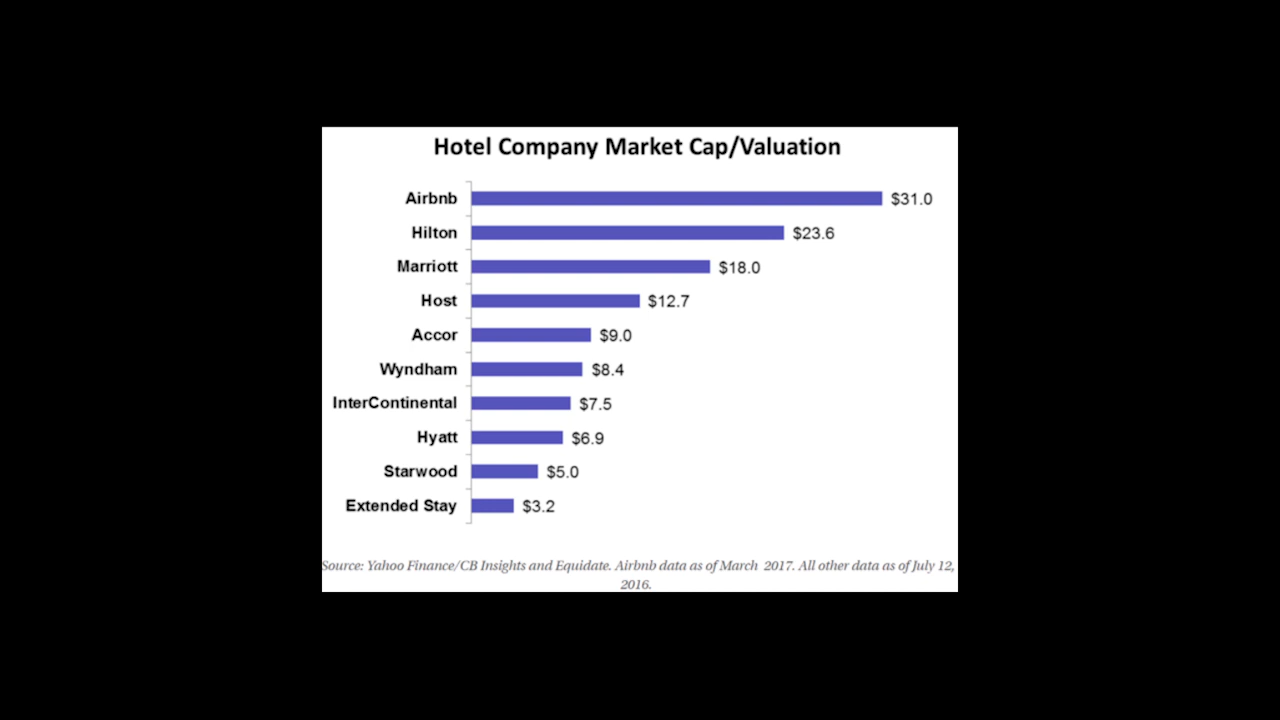 Hotel Company Market Cap/Valuation
Airbnb $31.0
Hilton $23.6
Marriott $18.0
Host $12.7
Accor $9.0
Wyndham $8.4
InterContinental $7.5
Hyatt $6.9
Starwood $5.0
Extended Stay $3.2
Source: Yahoo Finance/CB Insights and Equidate. Airbnb data as of March 2017. All other data as of July 12,
2016.